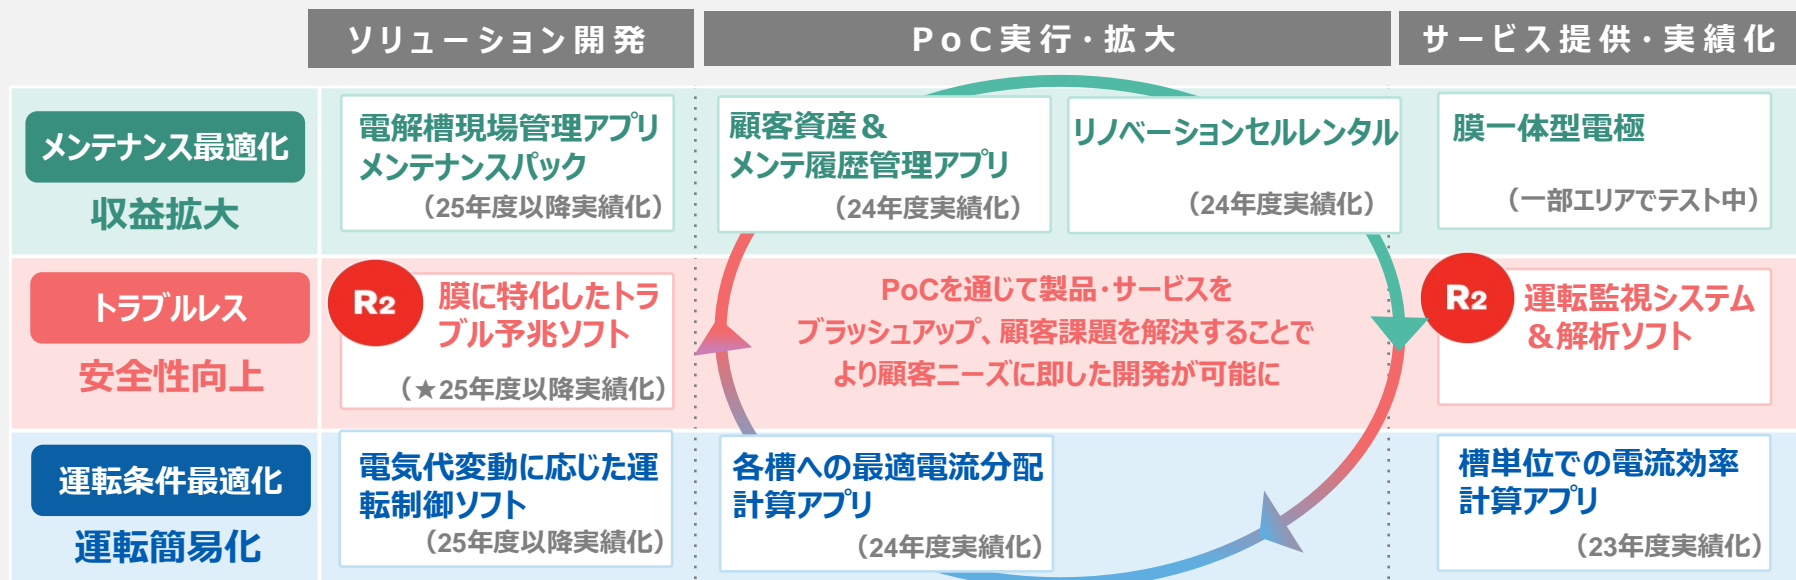 ソリューション開発
PoC実行・拡大
サービス提供・実績化
メンテナンス最適化
収益拡大
電解槽現場管理アプリ
メンテナンスパック
（25年度以降実績化）
顧客資産＆
メンテ履歴管理アプリ
（24年度実績化）
リノベーションセルレンタル
（24年度実績化）
膜一体型電極
（一部エリアでテスト中）
トラブルレス
安全性向上
R2
膜に特化したトラ
ブル予兆ソフト
（★25年度以降実績化）
PoCを通じて製品・サービスを
ブラッシュアップ、顧客課題を解決することで
より顧客ニーズに即した開発が可能に
R2
運転監視システム
＆解析ソフト
運転条件最適化
運転簡易化
電気代変動に応じた運
転制御ソフト
（25年度以降実績化）
各槽への最適電流分配
計算アプリ
（24年度実績化）
槽単位での電流効率
計算アプリ
（23年度実績化）